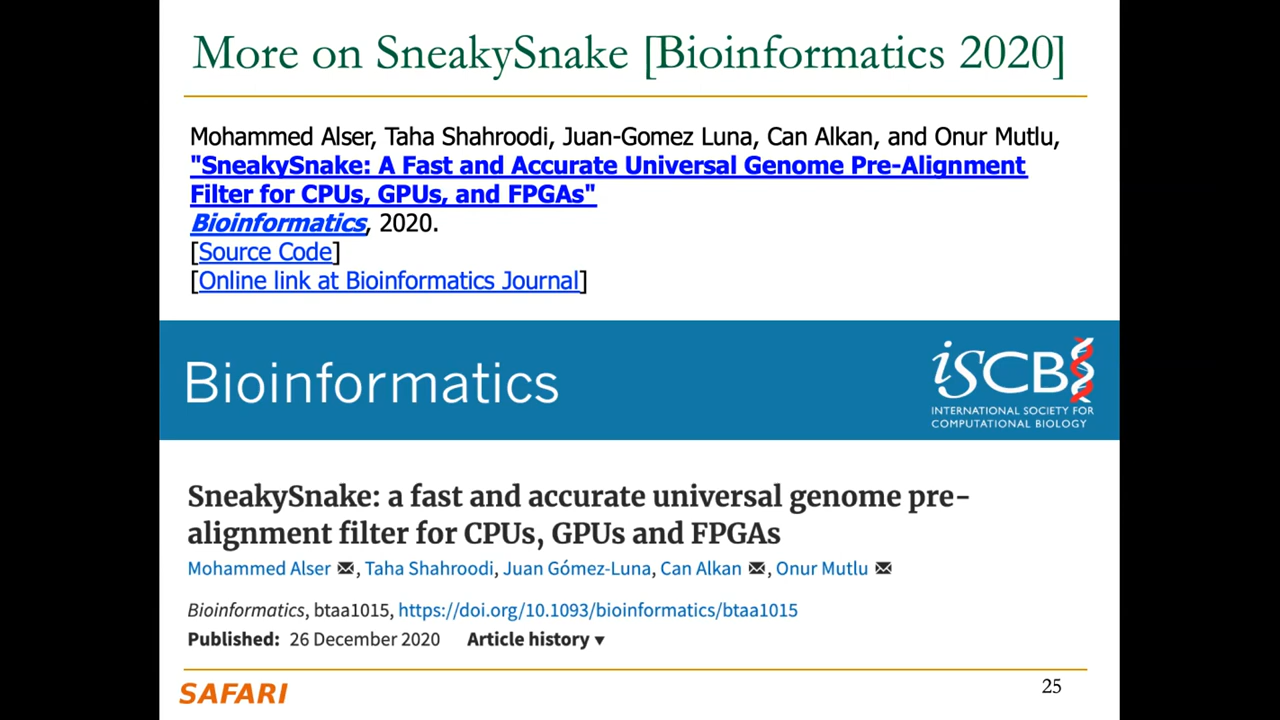 More on SneakySnake [Bioinformatics 2020]
Mohammed Alser, Taha Shahroodi, Juan-Gomez Luna, Can Alkan, and Onur Mutlu,
"SneakySnake: A Fast and Accurate Universal Genome Pre-Alignment
Filter for CPUs, GPUs, and FPGAs"
Bioinformatics, 2020.
[Source Code]
[Online link at Bioinformatics Journal]
Bioinformatics
iSCB
INTERNATIONAL SOCIETY FOR
COMPUTATIONAL BIOLOGY
SneakySnake: a fast and accurate universal genome pre-
alignment filter for CPUs, GPUs and FPGAs
Mohammed Alser, Taha Shahroodi, Juan Gómez-Luna, Can Alkan, Onur Mutlu
Bioinformatics, btaa1015, https://doi.org/10.1093/bioinformatics/btaa1015
Published: 26 December 2020 Article history ▾
SAFARI
25